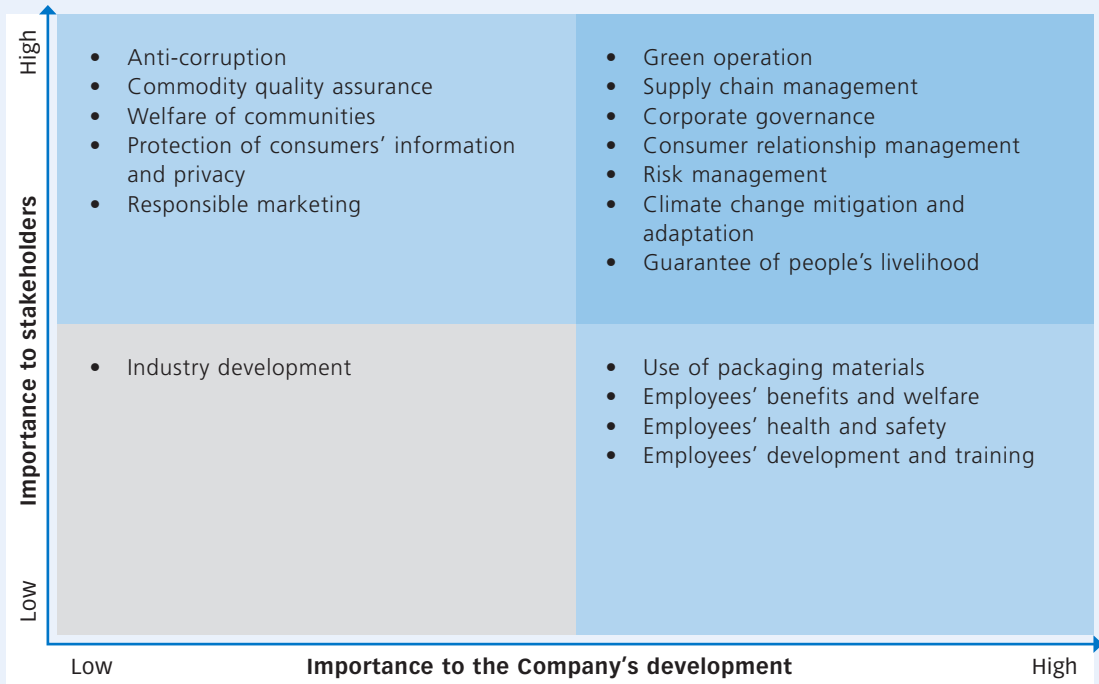 High
Importance to stakeholders
Low
• Anti-corruption
• Commodity quality assurance
• Welfare of communities
• Protection of consumers’ information
and privacy
• Responsible marketing
• Green operation
• Supply chain management
• Corporate governance
• Consumer relationship management
• Risk management
• Climate change mitigation and
adaptation
• Guarantee of people’s livelihood
• Industry development
• Use of packaging materials
• Employees’ benefits and welfare
• Employees’ health and safety
• Employees’ development and training
Low
Importance to the Company’s development
High